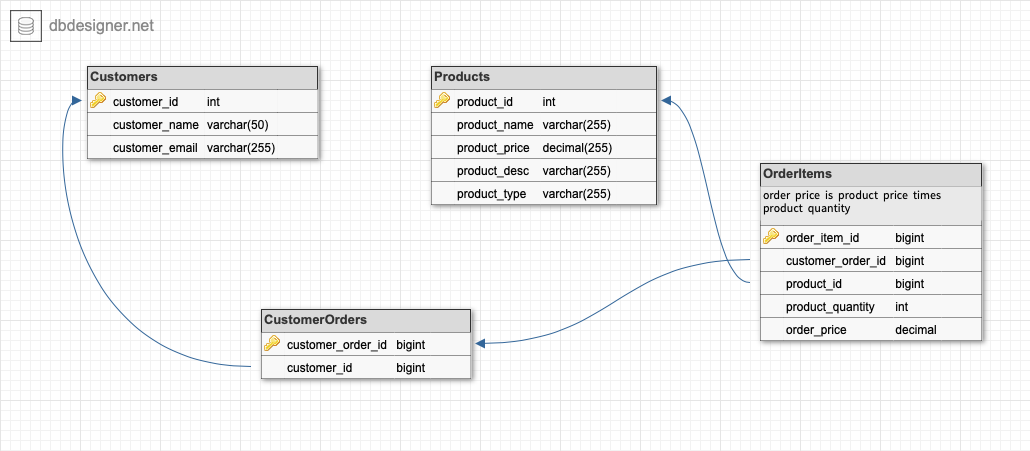 dbdesigner.net
Customers
customer_id int
customer_name varchar(50)
customer_email varchar(255)
Products
product_id int
product_name varchar(255)
product_price decimal(255)
product_desc varchar(255)
product_type varchar(255)
OrderItems
order price is product price times
product quantity
order_item_id bigint
customer_order_id bigint
product_id bigint
product_quantity int
order_price decimal
CustomerOrders
customer_order_id bigint
customer_id bigint